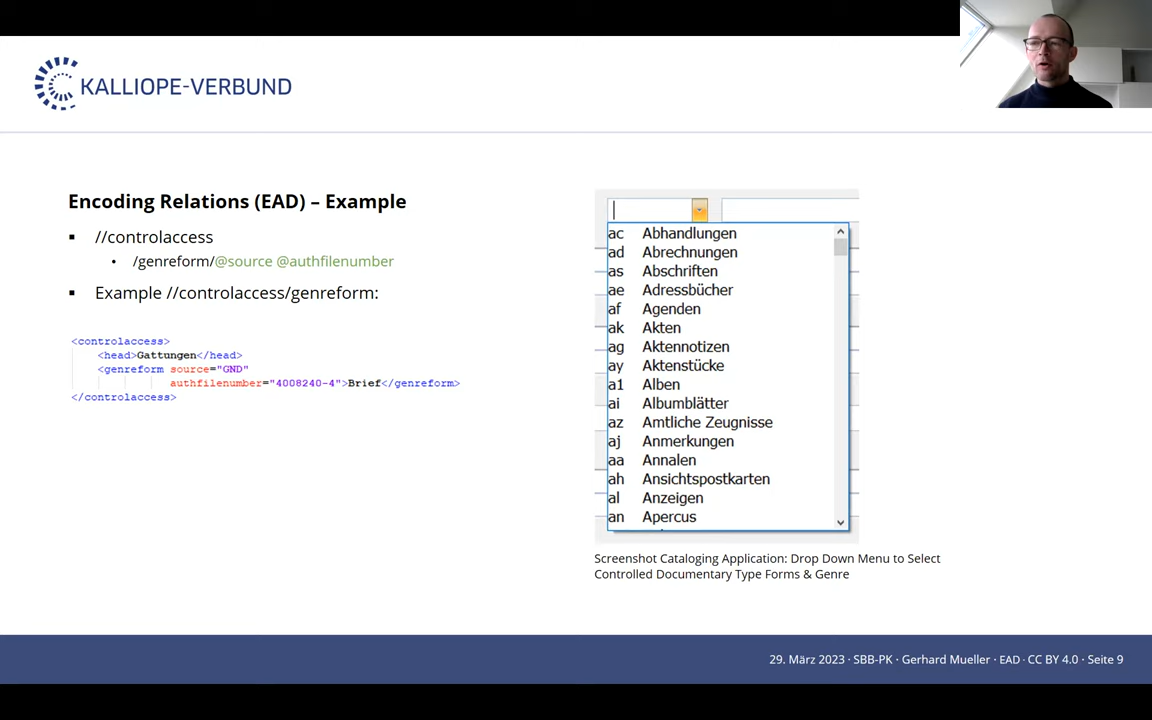 KALLIOPE-VERBUND
Encoding Relations (EAD) – Example
▪ //controlaccess
• /genreform/@source @authfilenumber
▪ Example //controlaccess/genreform:
<controlaccess>
<head>Gattungen</head>
<genreform source="GND"
authfilenumber="4008240-4">Brief</genreform>
</controlaccess>
ac Abhandlungen
ad Abrechnungen
as Abschriften
ae Adressbücher
af Agenden
ak Akten
ag Aktennotizen
ay Aktenstücke
a1 Alben
ai Albumblätter
az Amtliche Zeugnisse
aj Anmerkungen
aa Annalen
ah Ansichtspostkarten
al Anzeigen
an Apercus
Screenshot Cataloging Application: Drop Down Menu to Select
Controlled Documentary Type Forms & Genre
29. März 2023 · SBB-PK · Gerhard Mueller · EAD · CC BY 4.0 · Seite 9